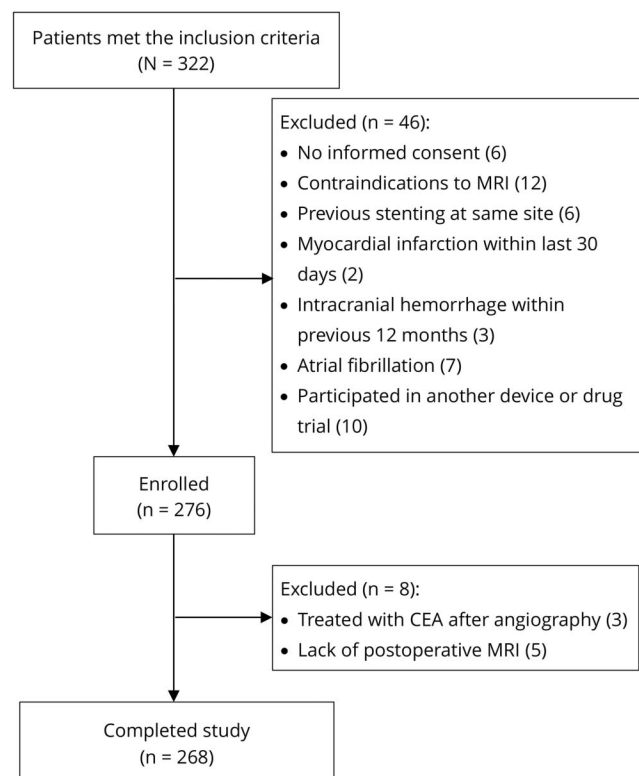 Patients met the inclusion criteria
(N = 322)
Excluded (n = 46):
• No informed consent (6)
• Contraindications to MRI (12)
• Previous stenting at same site (6)
• Myocardial infarction within last 30
days (2)
• Intracranial hemorrhage within
previous 12 months (3)
• Atrial fibrillation (7)
• Participated in another device or drug
trial (10)
Enrolled
(n = 276)
Excluded (n = 8):
• Treated with CEA after angiography (3)
• Lack of postoperative MRI (5)
Completed study
(n = 268)